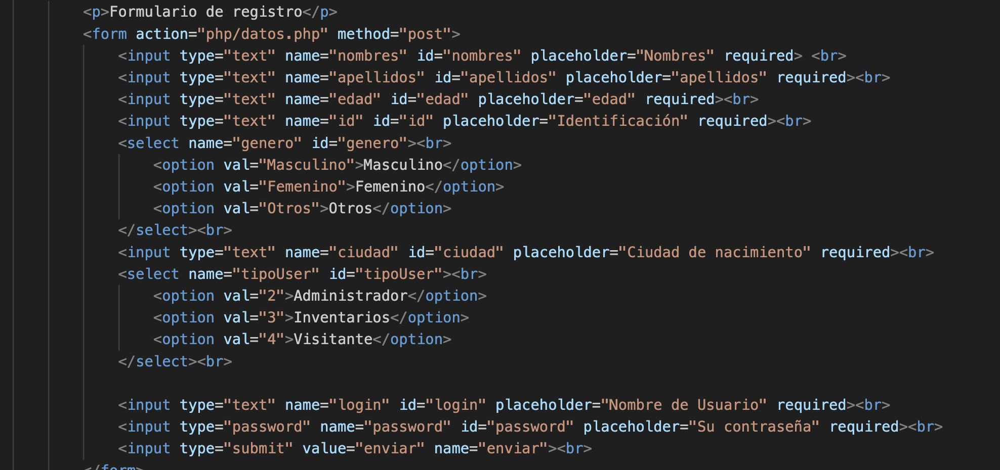 <p>Formulario de registro</p>
<form action="php/datos.php" method="post">
<input type="text" name="nombres" id="nombres" placeholder="Nombres" required> <br>
<input type="text" name="apellidos" id="apellidos" placeholder="apellidos" required><br>
<input type="text" name="edad" id="edad" placeholder="edad" required><br>
<input type="text" name="id" id="id" placeholder="Identificación" required><br>
<select name="genero" id="genero"><br>
<option val="Masculino">Masculino</option>
<option val="Femenino">Femenino</option>
<option val="Otros">Otros</option>
</select><br>
<input type="text" name="ciudad" id="ciudad" placeholder="Ciudad de nacimiento" required><br>
<select name="tipoUser" id="tipoUser"><br>
<option val="2">Administrador</option>
<option val="3">Inventarios</option>
<option val="4">Visitante</option>
</select><br>
<input type="text" name="login" id="login" placeholder="Nombre de Usuario" required><br>
<input type="password" name="password" id="password" placeholder="Su contraseña" required><br>
<input type="submit" value="enviar" name="enviar"><br>
</form>